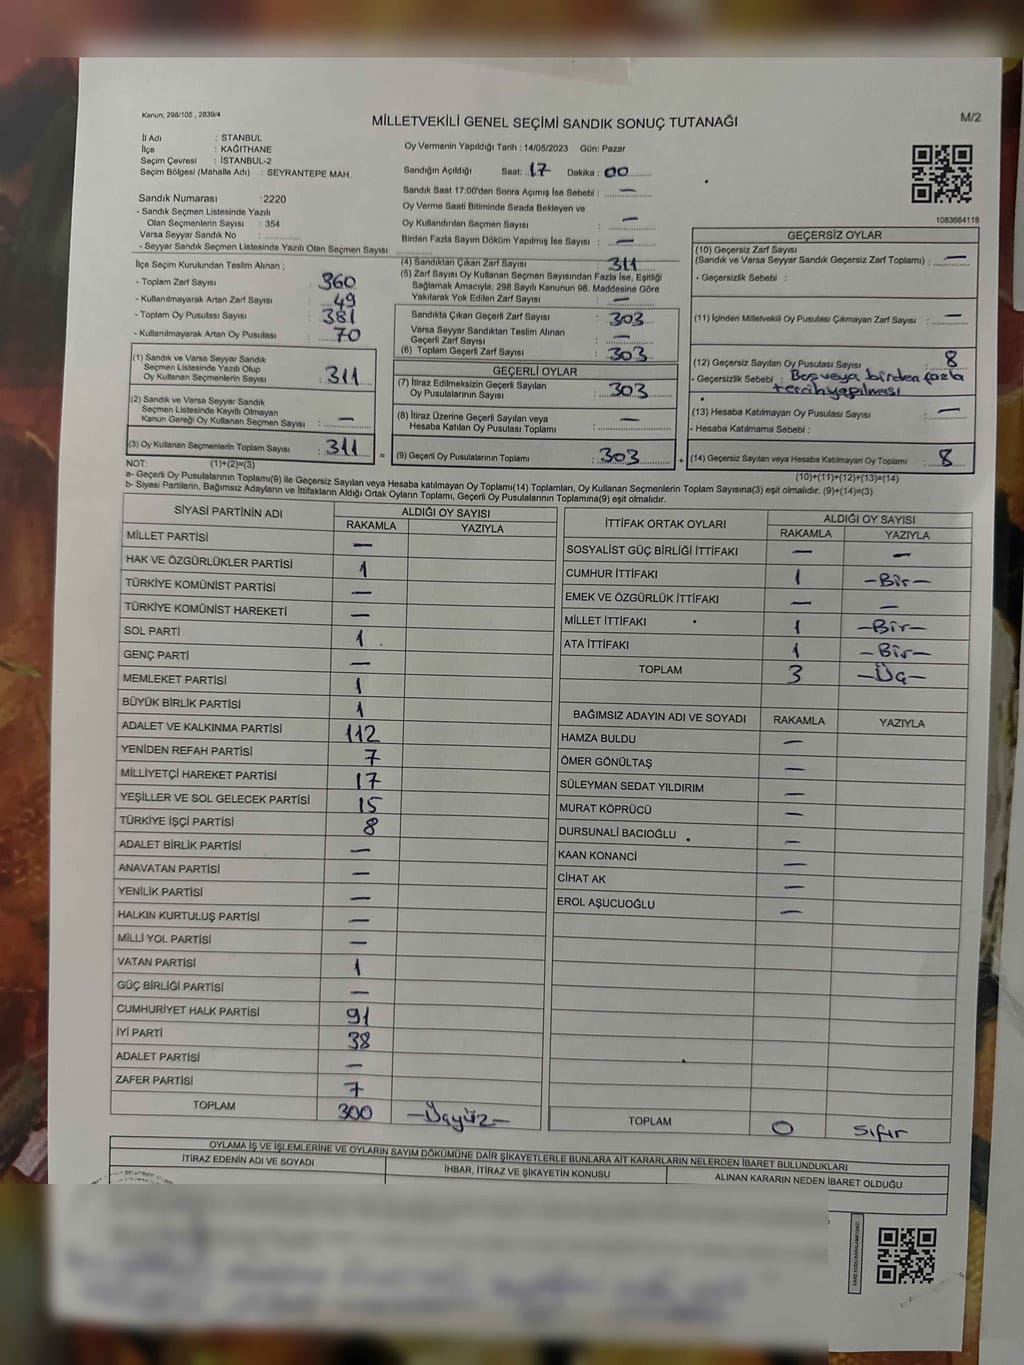 Kanun, 298/105 , 2839/4
MİLLETVEKİLİ GENEL SEÇİMİ SANDIK SONUÇ TUTANAĞI
M/2
İl Adı : STANBUL
İlçe : KAĞITHANE
Seçim Çevresi : İSTANBUL-2
Seçim Bölgesi (Mahalle Adı) : SEYRANTEPE MAH.
Sandık Numarası :2220
- Sandık Seçmen Listesinde Yazılı
Olan Seçmenlerin Sayısı : 354
Varsa Seyyar Sandık No :
- Seyyar Sandık Seçmen Listesinde Yazılı Olan Seçmen Sayısı
İlçe Seçim Kurulundan Teslim Alınan ;
- Toplam Zarf Sayısı : 360
- Kullanılmayarak Artan Zarf Sayısı : 49
- Toplam Oy Pusulası Sayısı : 381
- Kullanılmayarak Artan Oy Pusulası : 70
(1) Sandık ve Varsa Seyyar Sandık
Seçmen Listesinde Yazılı Olup
Oy Kullanan Seçmenlerin Sayısı : 311
(2) Sandık ve Varsa Seyyar Sandık
Seçmen Listesinde Kayıtlı Olmayan
Kanun Gereği Oy Kullanan Seçmen Sayısı : —
(3) Oy Kullanan Seçmenlerin Toplam Sayısı : 311
Oy Vermenin Yapıldığı Tarih : 14/05/2023 Gün: Pazar
Sandığın Açıldığı Saat: 17 Dakika : 00
Sandık Saat 17:00'den Sonra Açımış İse Sebebi : —
Oy Verme Saati Bitiminde Sırada Bekleyen ve
Oy Kullandırılan Seçmen Sayısı : —
Birden Fazla Sayım Döküm Yapılmış İse Sayısı : —
(4) Sandıktan Çıkan Zarf Sayısı : 311
(5) Zarf Sayısı Oy Kullanan Seçmen Sayısından Fazla İse, Eşitliği
Sağlamak Amacıyla; 298 Sayılı Kanunun 98. Maddesine Göre
Yakılarak Yok Edilen Zarf Sayısı : —
Sandıkta Çıkan Geçerli Zarf Sayısı : 303
Varsa Seyyar Sandıktan Teslim Alınan
Geçerli Zarf Sayısı : —
(6) Toplam Geçerli Zarf Sayısı : 303
GEÇERLİ OYLAR
(7) İtiraz Edilmeksizin Geçerli Sayılan
Oy Pusulalarının Sayısı : 303
(8) İtiraz Üzerine Geçerli Sayılan veya
Hesaba Katılan Oy Pusulası Toplamı : —
= (9) Geçerli Oy Pusulalarının Toplamı : 303
1083684118
GEÇERSİZ OYLAR
(10) Geçersiz Zarf Sayısı
(Sandık ve Varsa Seyyar Sandık Geçersiz Zarf Toplamı) : —
- Geçersizlik Sebebi :
(11) İçinden Milletvekili Oy Pusulası Çıkmayan Zarf Sayısı : —
(12) Geçersiz Sayılan Oy Pusulası Sayısı : 8
- Geçersizlik Sebebi : Boş veya birden fazla
tercih yapılması
(13) Hesaba Katılmayan Oy Pusulası Sayısı : —
- Hesaba Katılmama Sebebi :
+ (14) Geçersiz Sayılan veya Hesaba Katılmayan Oy Toplamı : 8
NOT: (1)+(2)=(3)
(10)+(11)+(12)+(13)=(14)
a- Geçerli Oy Pusulalarının Toplamı(9) ile Geçersiz Sayılan veya Hesaba katılmayan Oy Toplamı(14) Toplamları, Oy Kullanan Seçmenlerin Toplam Sayısına(3) eşit olmalıdır. (9)+(14)=(3)
b- Siyasi Partilerin, Bağımsız Adayların ve İttifakların Aldığı Ortak Oyların Toplamı, Geçerli Oy Pusulalarının Toplamına(9) eşit olmalıdır.
SİYASİ PARTİNİN ADI ALDIĞI OY SAYISI
RAKAMLA YAZIYLA
MİLLET PARTİSİ —
HAK VE ÖZGÜRLÜKLER PARTİSİ 1
TÜRKİYE KOMÜNİST PARTİSİ —
TÜRKİYE KOMÜNİST HAREKETİ —
SOL PARTİ 1
GENÇ PARTİ —
MEMLEKET PARTİSİ 1
BÜYÜK BİRLİK PARTİSİ 1
ADALET VE KALKINMA PARTİSİ 112
YENİDEN REFAH PARTİSİ 7
MİLLİYETÇİ HAREKET PARTİSİ 17
YEŞİLLER VE SOL GELECEK PARTİSİ 15
TÜRKİYE İŞÇİ PARTİSİ 8
ADALET BİRLİK PARTİSİ —
ANAVATAN PARTİSİ —
YENİLİK PARTİSİ —
HALKIN KURTULUŞ PARTİSİ —
MİLLİ YOL PARTİSİ —
VATAN PARTİSİ 1
GÜÇ BİRLİĞİ PARTİSİ —
CUMHURİYET HALK PARTİSİ 91
İYİ PARTİ 38
ADALET PARTİSİ —
ZAFER PARTİSİ 7
TOPLAM 300 —Üçyüz—
İTTİFAK ORTAK OYLARI ALDIĞI OY SAYISI
RAKAMLA YAZIYLA
SOSYALİST GÜÇ BİRLİĞİ İTTİFAKI — —
CUMHUR İTTİFAKI 1 —Bir—
EMEK VE ÖZGÜRLÜK İTTİFAKI — —
MİLLET İTTİFAKI 1 —Bir—
ATA İTTİFAKI 1 —Bir—
TOPLAM 3 —Üç—
BAĞIMSIZ ADAYIN ADI VE SOYADI RAKAMLA YAZIYLA
HAMZA BULDU —
ÖMER GÖNÜLTAŞ —
SÜLEYMAN SEDAT YILDIRIM —
MURAT KÖPRÜCÜ —
DURSUNALİ BACIOĞLU —
KAAN KONANCİ —
CİHAT AK —
EROL AŞUCUOĞLU —
TOPLAM 0 Sıfır
OYLAMA İŞ VE İŞLEMLERİNE VE OYLARIN SAYIM DÖKÜMÜNE DAİR ŞİKAYETLERLE BUNLARA AİT KARARLARIN NELERDEN İBARET BULUNDUKLARI
İTİRAZ EDENİN ADI VE SOYADI İHBAR, İTİRAZ VE ŞİKAYETİN KONUSU ALINAN KARARIN NEDEN İBARET OLDUĞU